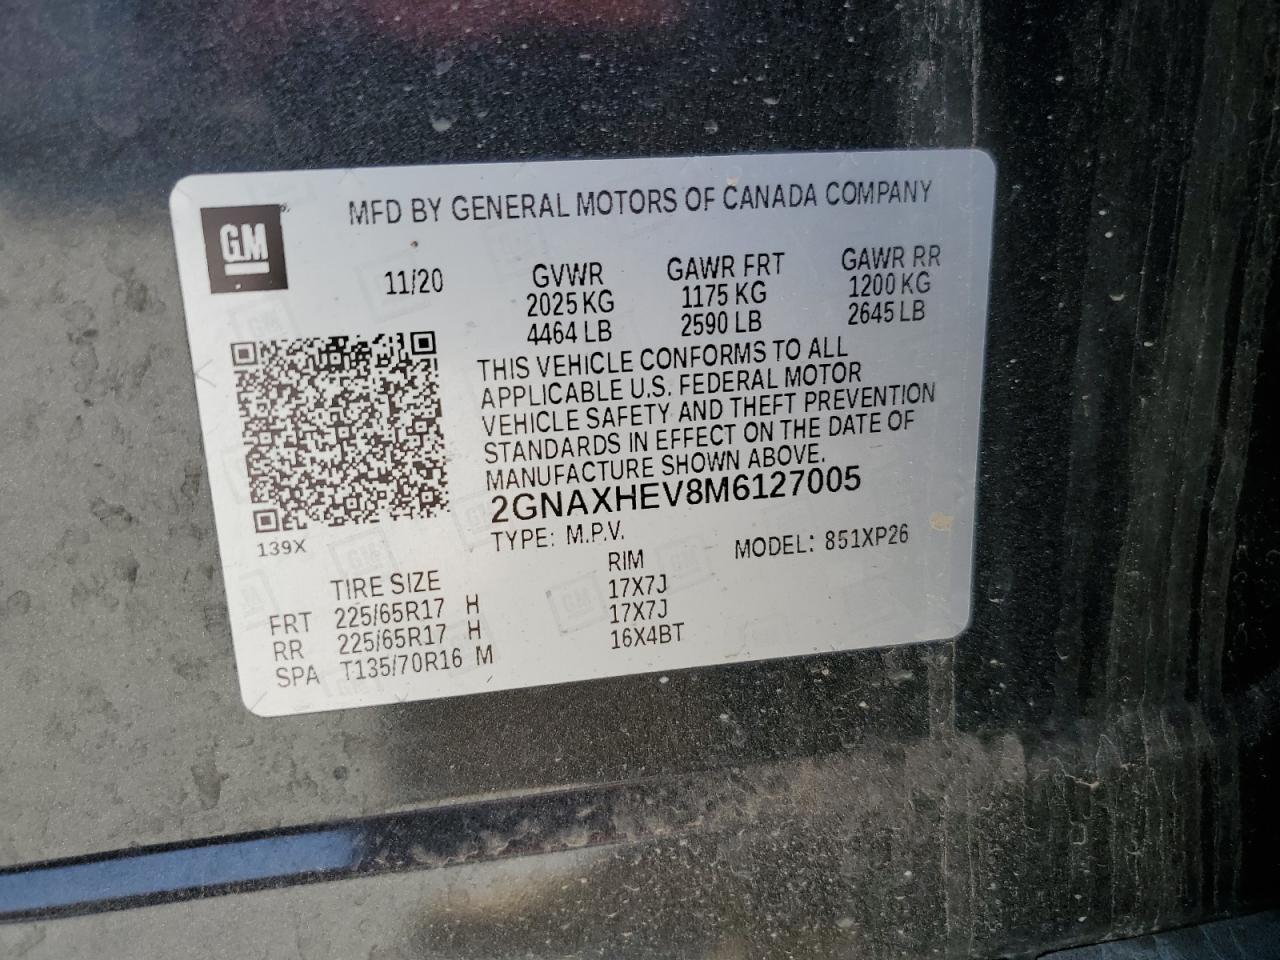 GM
MFD BY GENERAL MOTORS OF CANADA COMPANY
11/20 GVWR GAWR FRT GAWR RR
2025 KG 1175 KG 1200 KG
4464 LB 2590 LB 2645 LB
THIS VEHICLE CONFORMS TO ALL
APPLICABLE U.S. FEDERAL MOTOR
VEHICLE SAFETY AND THEFT PREVENTION
STANDARDS IN EFFECT ON THE DATE OF
MANUFACTURE SHOWN ABOVE.
2GNAXHEV8M6127005
139X
TYPE: M.P.V. MODEL: 851XP26
TIRE SIZE RIM
FRT 225/65R17 H 17X7J
RR 225/65R17 H 17X7J
SPA T135/70R16 M 16X4BT